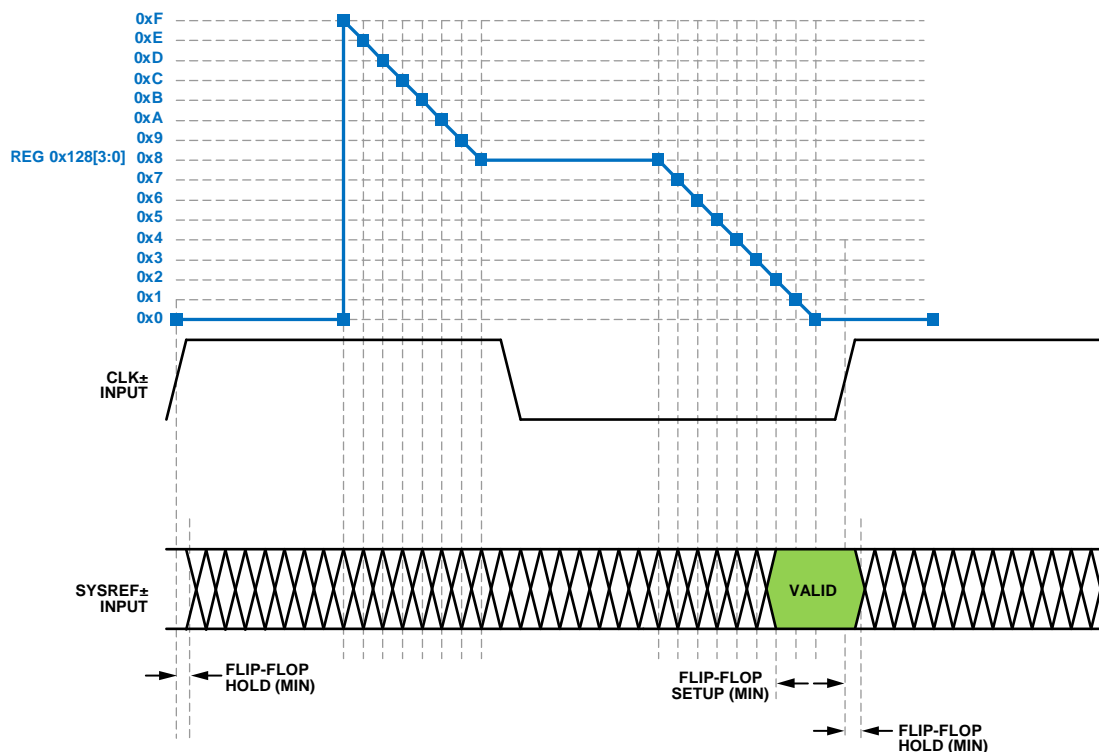 0xF
0xE
0xD
0xC
0xB
0xA
0x9
REG 0x128[3:0] 0x8
0x7
0x6
0x5
0x4
0x3
0x2
0x1
0x0
CLK±
INPUT
SYSREF±
INPUT
VALID
FLIP-FLOP
HOLD (MIN)
FLIP-FLOP
SETUP (MIN)
FLIP-FLOP
HOLD (MIN)